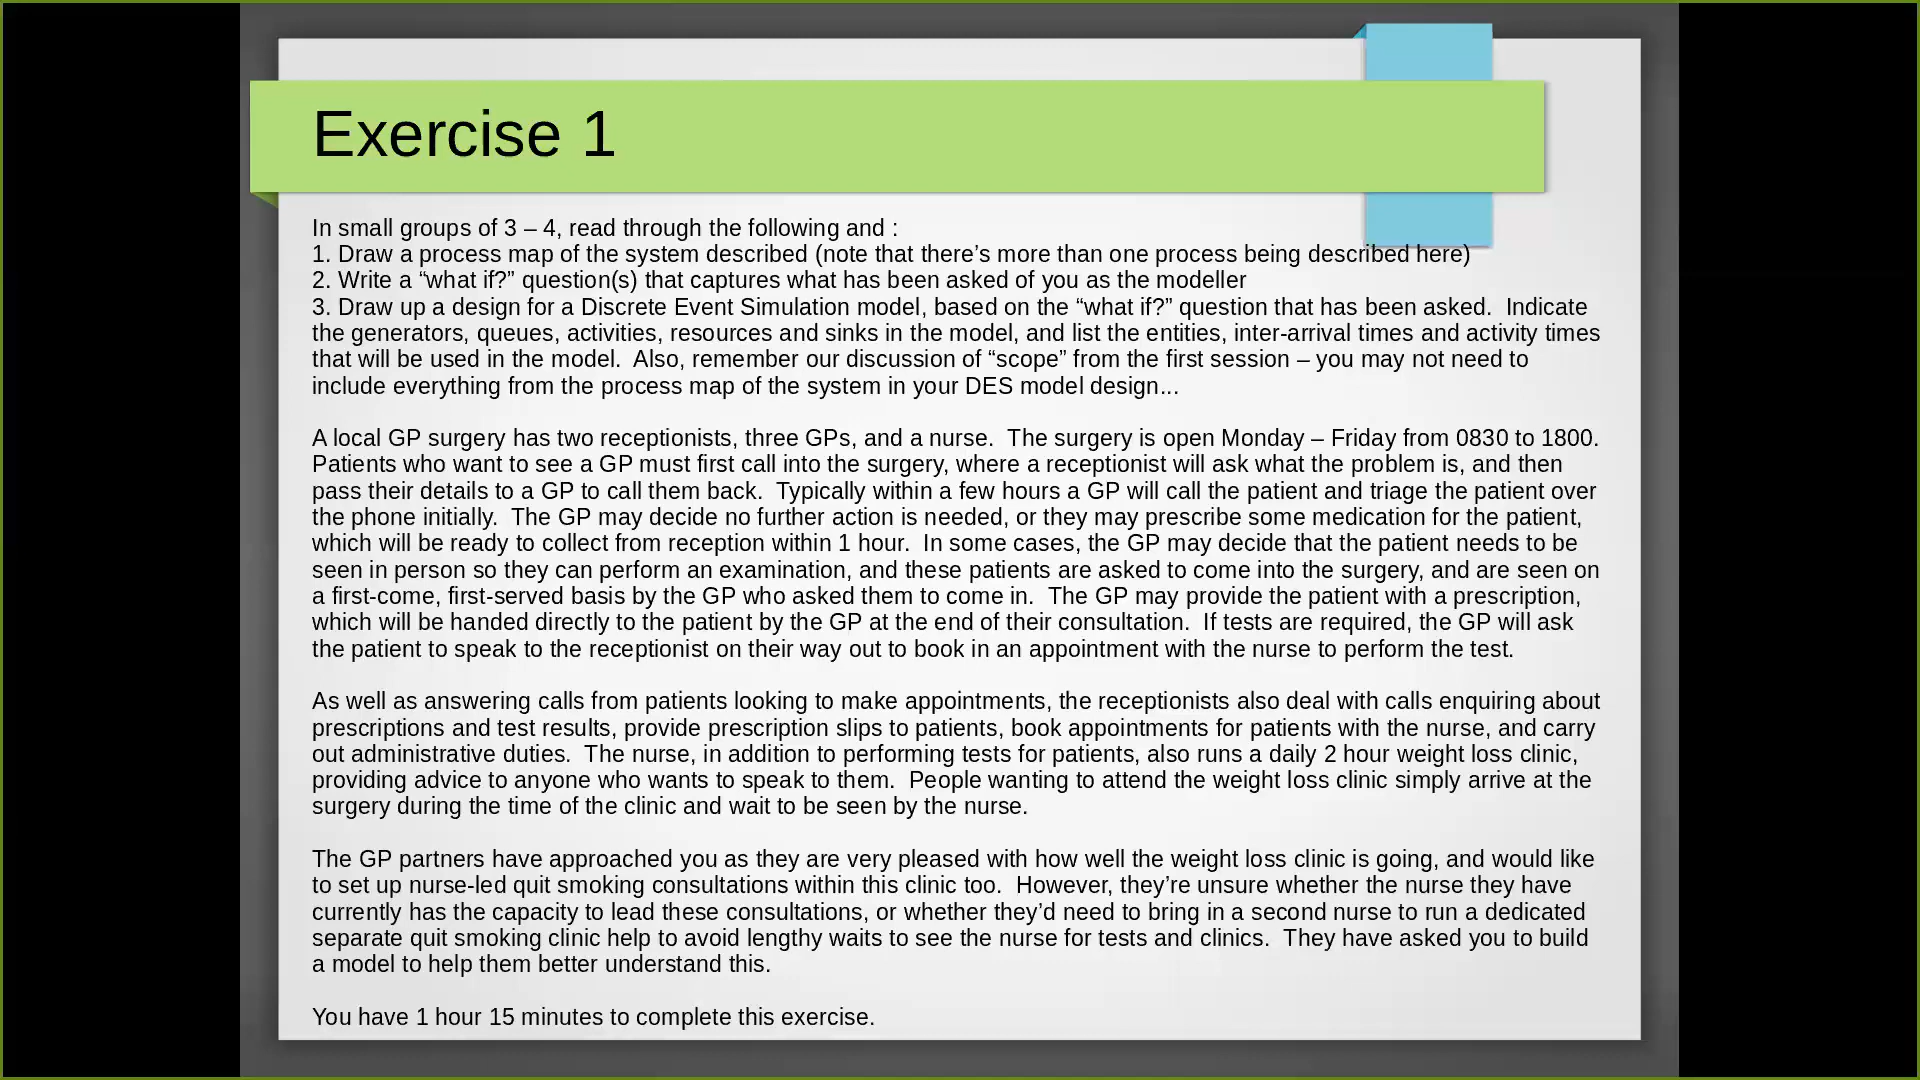 Exercise 1
In small groups of 3 – 4, read through the following and :
1. Draw a process map of the system described (note that there’s more than one process being described here)
2. Write a “what if?” question(s) that captures what has been asked of you as the modeller
3. Draw up a design for a Discrete Event Simulation model, based on the “what if?” question that has been asked.  Indicate
the generators, queues, activities, resources and sinks in the model, and list the entities, inter-arrival times and activity times
that will be used in the model.  Also, remember our discussion of “scope” from the first session – you may not need to
include everything from the process map of the system in your DES model design...
A local GP surgery has two receptionists, three GPs, and a nurse.  The surgery is open Monday – Friday from 0830 to 1800.
Patients who want to see a GP must first call into the surgery, where a receptionist will ask what the problem is, and then
pass their details to a GP to call them back.  Typically within a few hours a GP will call the patient and triage the patient over
the phone initially.  The GP may decide no further action is needed, or they may prescribe some medication for the patient,
which will be ready to collect from reception within 1 hour.  In some cases, the GP may decide that the patient needs to be
seen in person so they can perform an examination, and these patients are asked to come into the surgery, and are seen on
a first-come, first-served basis by the GP who asked them to come in.  The GP may provide the patient with a prescription,
which will be handed directly to the patient by the GP at the end of their consultation.  If tests are required, the GP will ask
the patient to speak to the receptionist on their way out to book in an appointment with the nurse to perform the test.
As well as answering calls from patients looking to make appointments, the receptionists also deal with calls enquiring about
prescriptions and test results, provide prescription slips to patients, book appointments for patients with the nurse, and carry
out administrative duties.  The nurse, in addition to performing tests for patients, also runs a daily 2 hour weight loss clinic,
providing advice to anyone who wants to speak to them.  People wanting to attend the weight loss clinic simply arrive at the
surgery during the time of the clinic and wait to be seen by the nurse.
The GP partners have approached you as they are very pleased with how well the weight loss clinic is going, and would like
to set up nurse-led quit smoking consultations within this clinic too.  However, they’re unsure whether the nurse they have
currently has the capacity to lead these consultations, or whether they’d need to bring in a second nurse to run a dedicated
separate quit smoking clinic help to avoid lengthy waits to see the nurse for tests and clinics.  They have asked you to build
a model to help them better understand this.
You have 1 hour 15 minutes to complete this exercise.